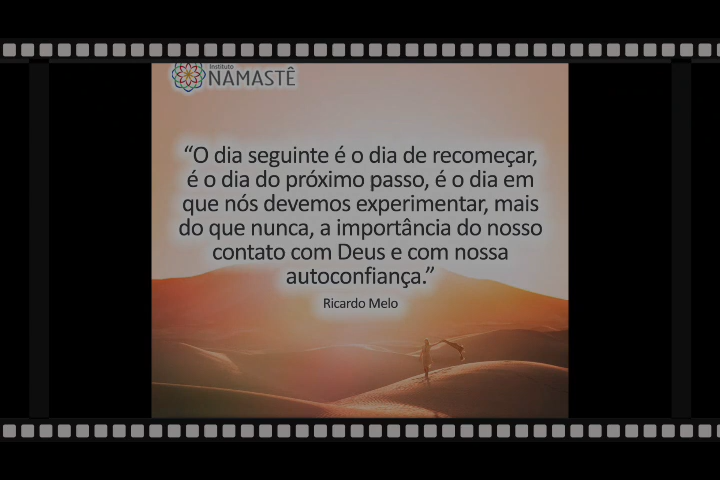 Instituto
NAMASTÊ
“O dia seguinte é o dia de recomeçar,
é o dia do próximo passo, é o dia em
que nós devemos experimentar, mais
do que nunca, a importância do nosso
contato com Deus e com nossa
autoconfiança.”
Ricardo Melo